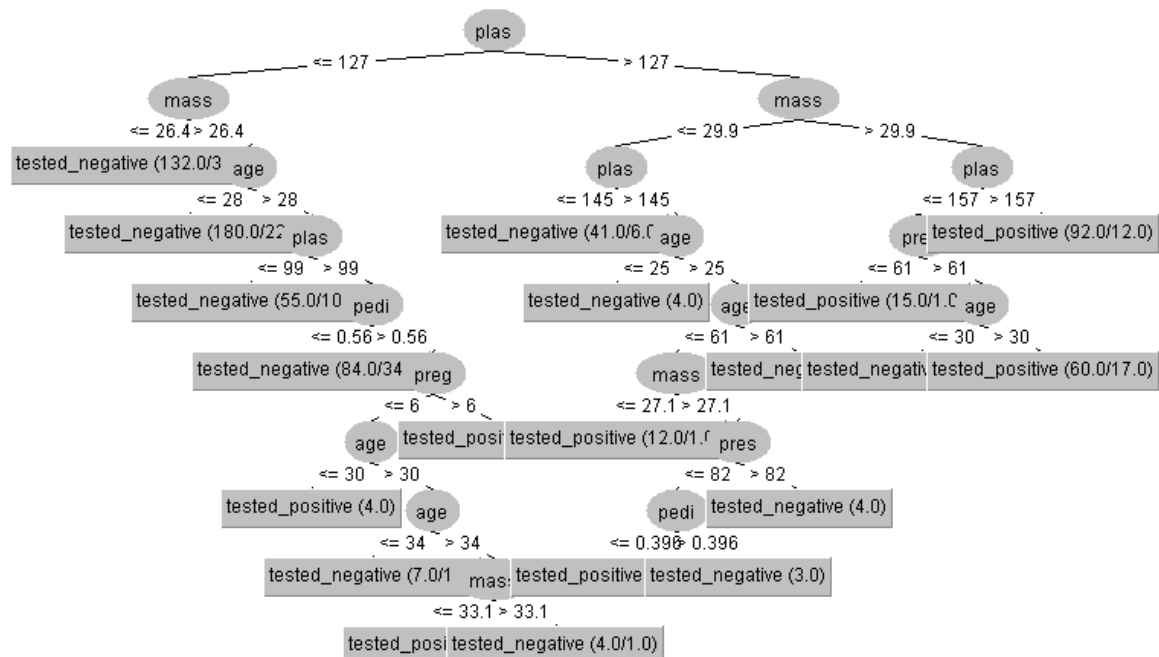 plas
<= 127 > 127
mass mass
<= 26.4 > 26.4 <= 29.9 > 29.9
tested_negative (132.0/3 age plas plas
<= 28 > 28 <= 145 > 145 <= 157 > 157
tested_negative (180.0/22 plas tested_negative (41.0/6.0 age pre tested_positive (92.0/12.0)
<= 99 > 99 <= 25 > 25 <= 61 > 61
tested_negative (55.0/10 pedi tested_negative (4.0) age tested_positive (15.0/1.0 age
<= 0.56 > 0.56 <= 61 > 61 <= 30 > 30
tested_negative (84.0/34 preg mass tested_neg tested_negativ tested_positive (60.0/17.0)
<= 6 > 6 <= 27.1 > 27.1
age tested_posit tested_positive (12.0/1.0 pres
<= 30 > 30 <= 82 > 82
tested_positive (4.0) age pedi tested_negative (4.0)
<= 34 > 34 <= 0.396 > 0.396
tested_negative (7.0/1 mass tested_positive tested_negative (3.0)
<= 33.1 > 33.1
tested_posi tested_negative (4.0/1.0)